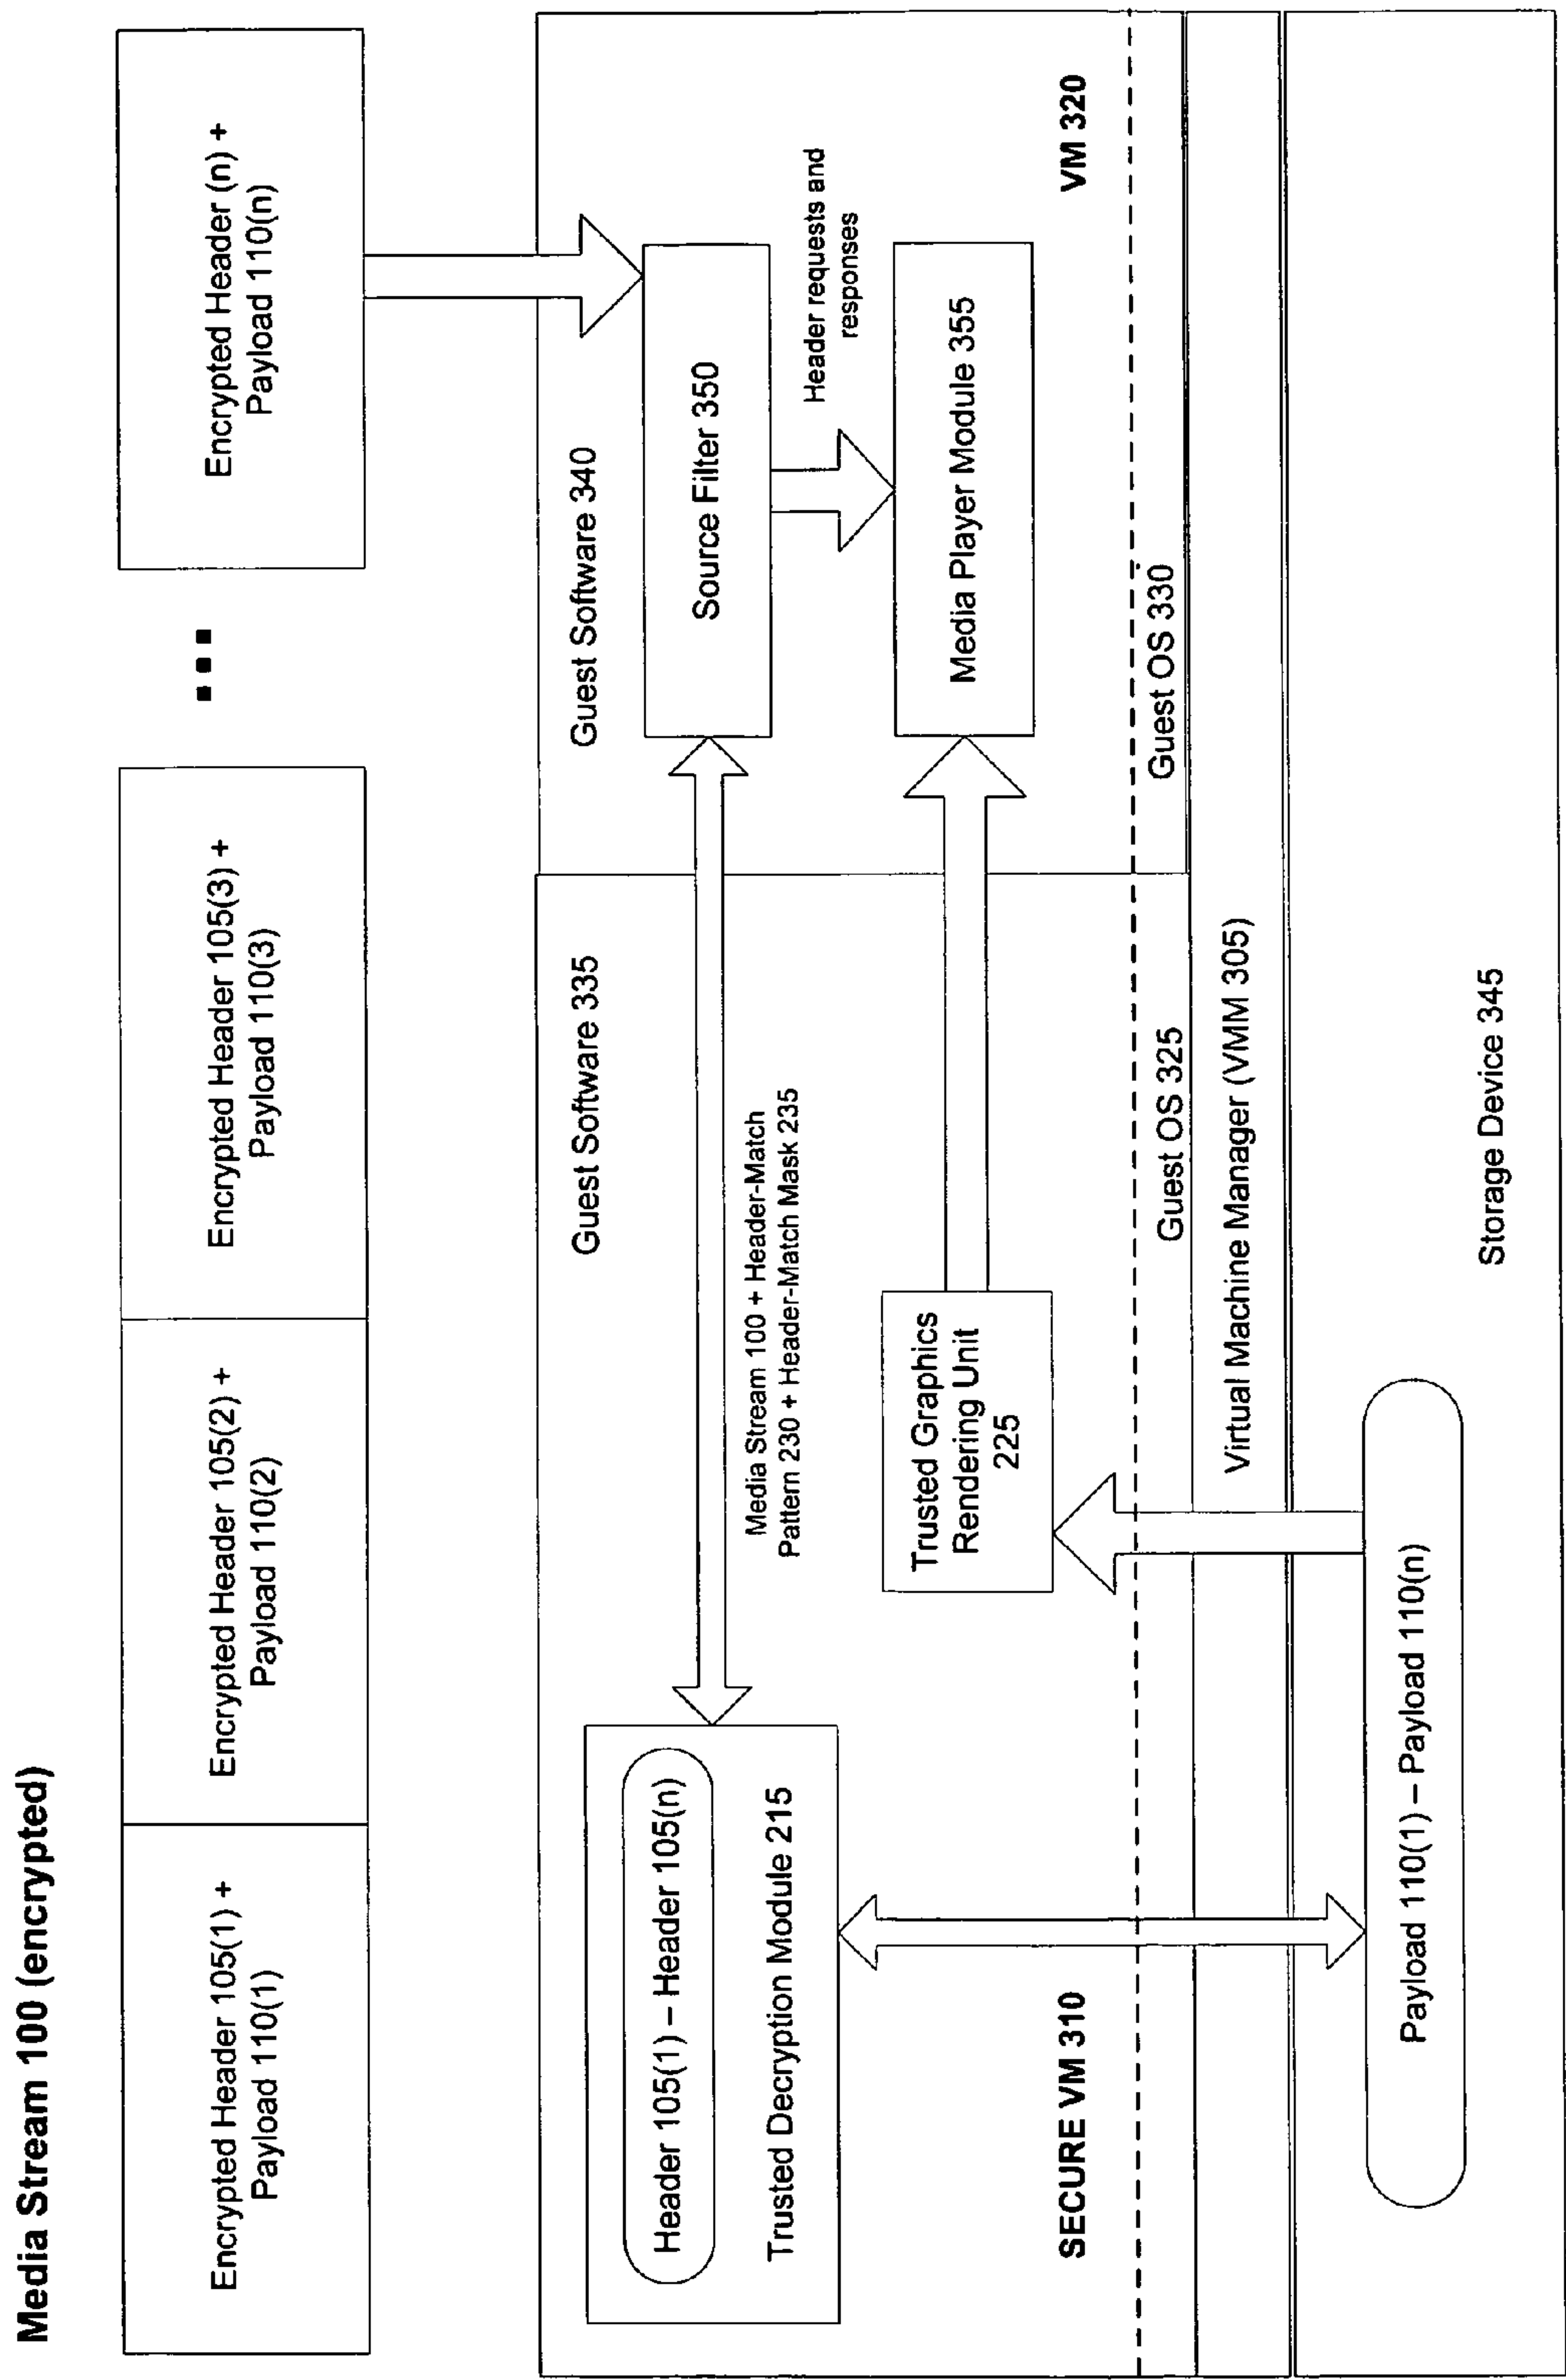 Media Stream 100 (encrypted)
Encrypted Header 105(1) +
Payload 110(1)
Encrypted Header 105(2) +
Payload 110(2)
Encrypted Header 105(3) +
Payload 110(3)
...
Encrypted Header (n) +
Payload 110(n)
Guest Software 335
Header 105(1) – Header 105(n)
Trusted Decryption Module 215
Media Stream 100 + Header-Match
Pattern 230 + Header-Match Mask 235
Trusted Graphics
Rendering Unit
225
SECURE VM 310
Guest OS 325
Guest Software 340
Source Filter 350
Header requests and
responses
Media Player Module 355
VM 320
Guest OS 330
Virtual Machine Manager (VMM 305)
Payload 110(1) – Payload 110(n)
Storage Device 345